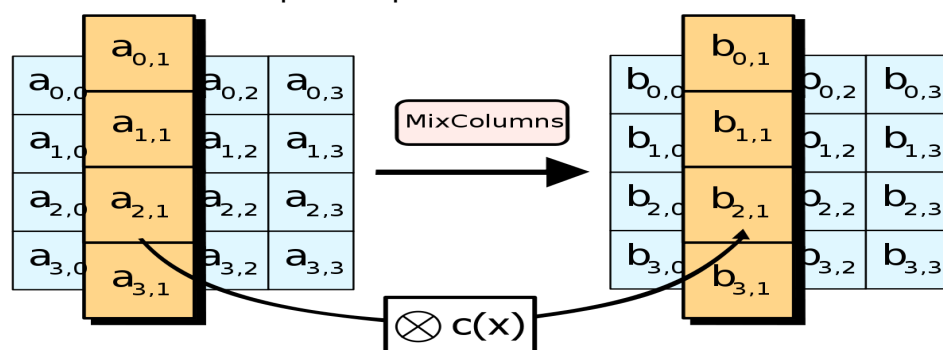 a0,0 a0,1 a0,2 a0,3
a1,0 a1,1 a1,2 a1,3
a2,0 a2,1 a2,2 a2,3
a3,0 a3,1 a3,2 a3,3
MixColumns
b0,0 b0,1 b0,2 b0,3
b1,0 b1,1 b1,2 b1,3
b2,0 b2,1 b2,2 b2,3
b3,0 b3,1 b3,2 b3,3
⊗ c(x)